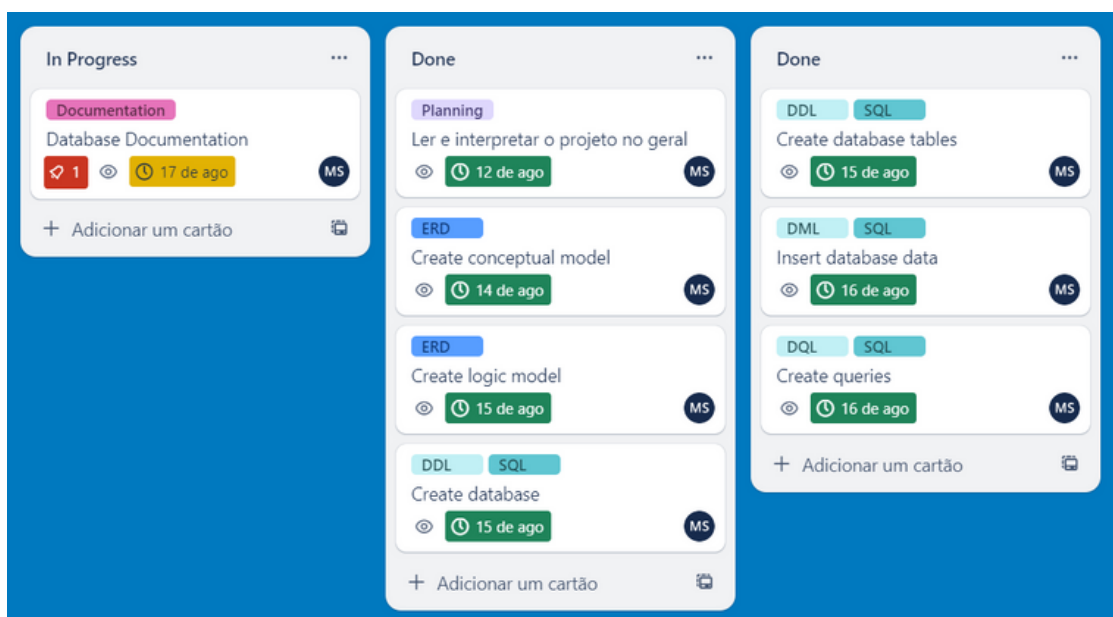 In Progress
Documentation
Database Documentation
1 17 de ago MS
+ Adicionar um cartão
Done
Planning
Ler e interpretar o projeto no geral
12 de ago MS
ERD
Create conceptual model
14 de ago MS
ERD
Create logic model
15 de ago MS
DDL SQL
Create database
15 de ago MS
+ Adicionar um cartão
Done
DDL SQL
Create database tables
15 de ago MS
DML SQL
Insert database data
16 de ago MS
DQL SQL
Create queries
16 de ago MS
+ Adicionar um cartão